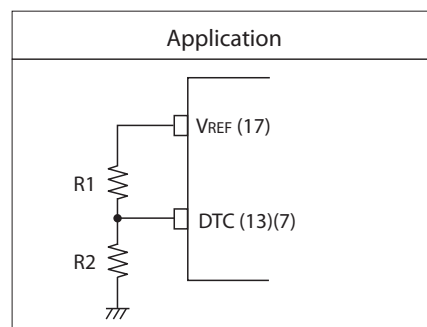 Application
VREF (17)
R1
DTC (13)(7)
R2